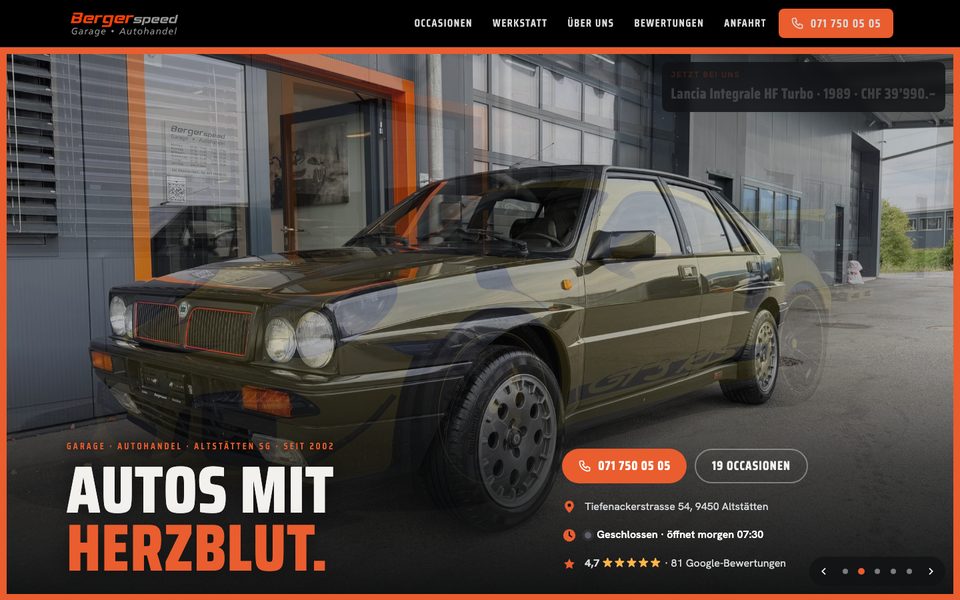 Bergerspeed
Garage • Autohandel
OCCASIONEN
WERKSTATT
ÜBER UNS
BEWERTUNGEN
ANFAHRT
071 750 05 05
JETZT BEI UNS
Lancia Integrale HF Turbo · 1989 · CHF 39'990.–
Bergerspeed
GARAGE · AUTOHANDEL · ALTSTÄTTEN SG · SEIT 2002
AUTOS MIT
HERZBLUT.
071 750 05 05
19 OCCASIONEN
Tiefenackerstrasse 54, 9450 Altstätten
Geschlossen · öffnet morgen 07:30
4,7 ★★★★★ · 81 Google-Bewertungen